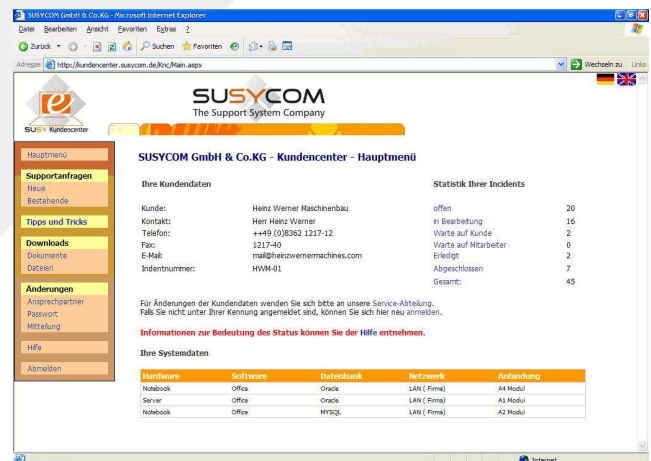 SUSYCOM GmbH & Co.KG - Microsoft Internet Explorer
Datei Bearbeiten Ansicht Favoriten Extras ?
Zurück Suchen Favoriten
Adresse http://kundencenter.susycom.de/Knc/Main.aspx Wechseln zu Links
SUSYCOM
The Support System Company
SUSY Kundencenter
Hauptmenü
Supportanfragen
Neue
Bestehende
Tipps und Tricks
Downloads
Dokumente
Dateien
Änderungen
Ansprechpartner
Passwort
Mitteilung
Hilfe
Abmelden
SUSYCOM GmbH & Co.KG - Kundencenter - Hauptmenü
Ihre Kundendaten Statistik Ihrer Incidents
Kunde: Heinz Werner Maschinenbau offen 20
Kontakt: Herr Heinz Werner in Bearbeitung 16
Telefon: ++49 (0)8362 1217-12 Warte auf Kunde 2
Fax: 1217-40 Warte auf Mitarbeiter 0
E-Mail: mail@heinzwernermachines.com Erledigt 2
Indentnummer: HWM-01 Abgeschlossen 7
Gesamt: 45
Für Änderungen der Kundendaten wenden Sie sich bitte an unsere Service-Abteilung.
Falls Sie nicht unter Ihrer Kennung angemeldet sind, können Sie sich hier neu anmelden.
Informationen zur Bedeutung des Status können Sie der Hilfe entnehmen.
Ihre Systemdaten
Hardware Software Datenbank Netzwerk Anbindung
Notebook Office Oracle LAN ( Firma) A4 Modul
Server Office Oracle LAN ( Firma) A1 Modul
Notebook Office MYSQL LAN ( Firma) A2 Modul
Internet